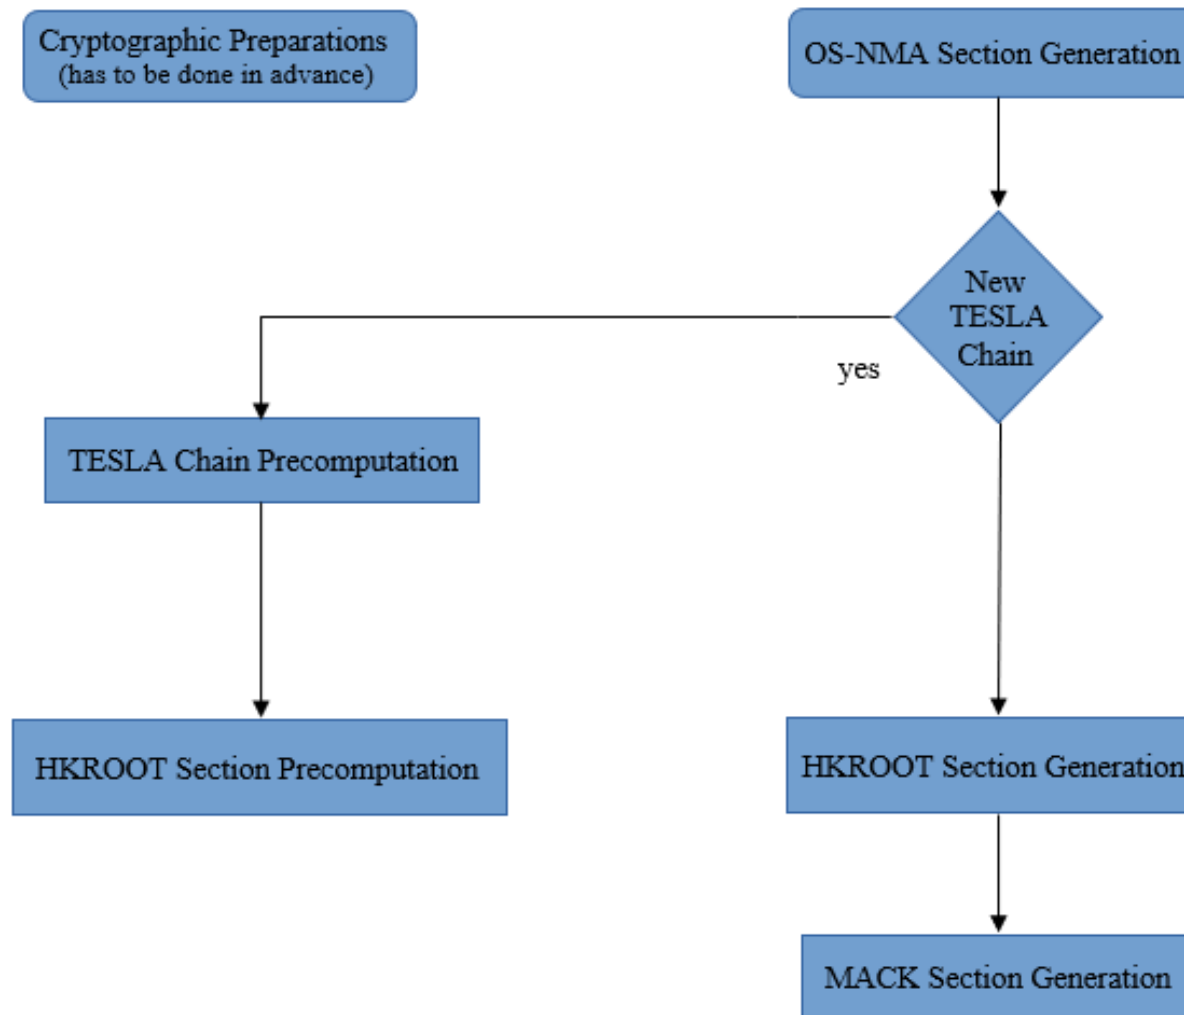 Cryptographic Preparations
(has to be done in advance)
OS-NMA Section Generation
New
TESLA
Chain
yes
TESLA Chain Precomputation
HKROOT Section Precomputation
HKROOT Section Generation
MACK Section Generation